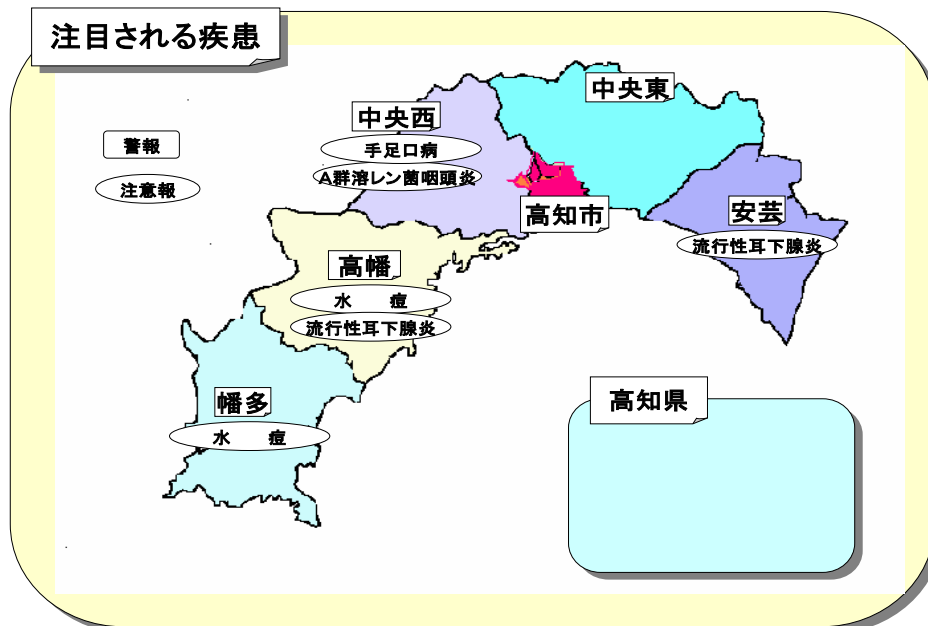 注目される疾患
警報
注意報
中央西
手足口病
A群溶レン菌咽頭炎
中央東
高知市
安芸
流行性耳下腺炎
高幡
水　痘
流行性耳下腺炎
幡多
水　痘
高知県